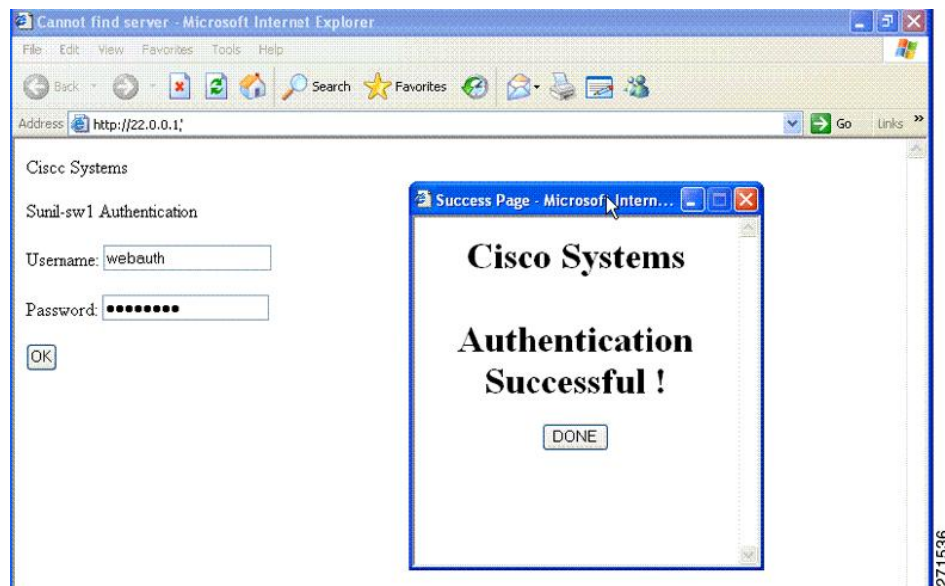 Cannot find server - Microsoft Internet Explorer
File Edit View Favorites Tools Help
Back Search Favorites
Address http://22.0.0.1; Go Links »
Ciscc Systems
Sunil-sw1 Authentication
Username: webauth
Password: ●●●●●●●●
OK
Success Page - Microsoft Intern...
Cisco Systems
Authentication
Successful !
DONE
271536